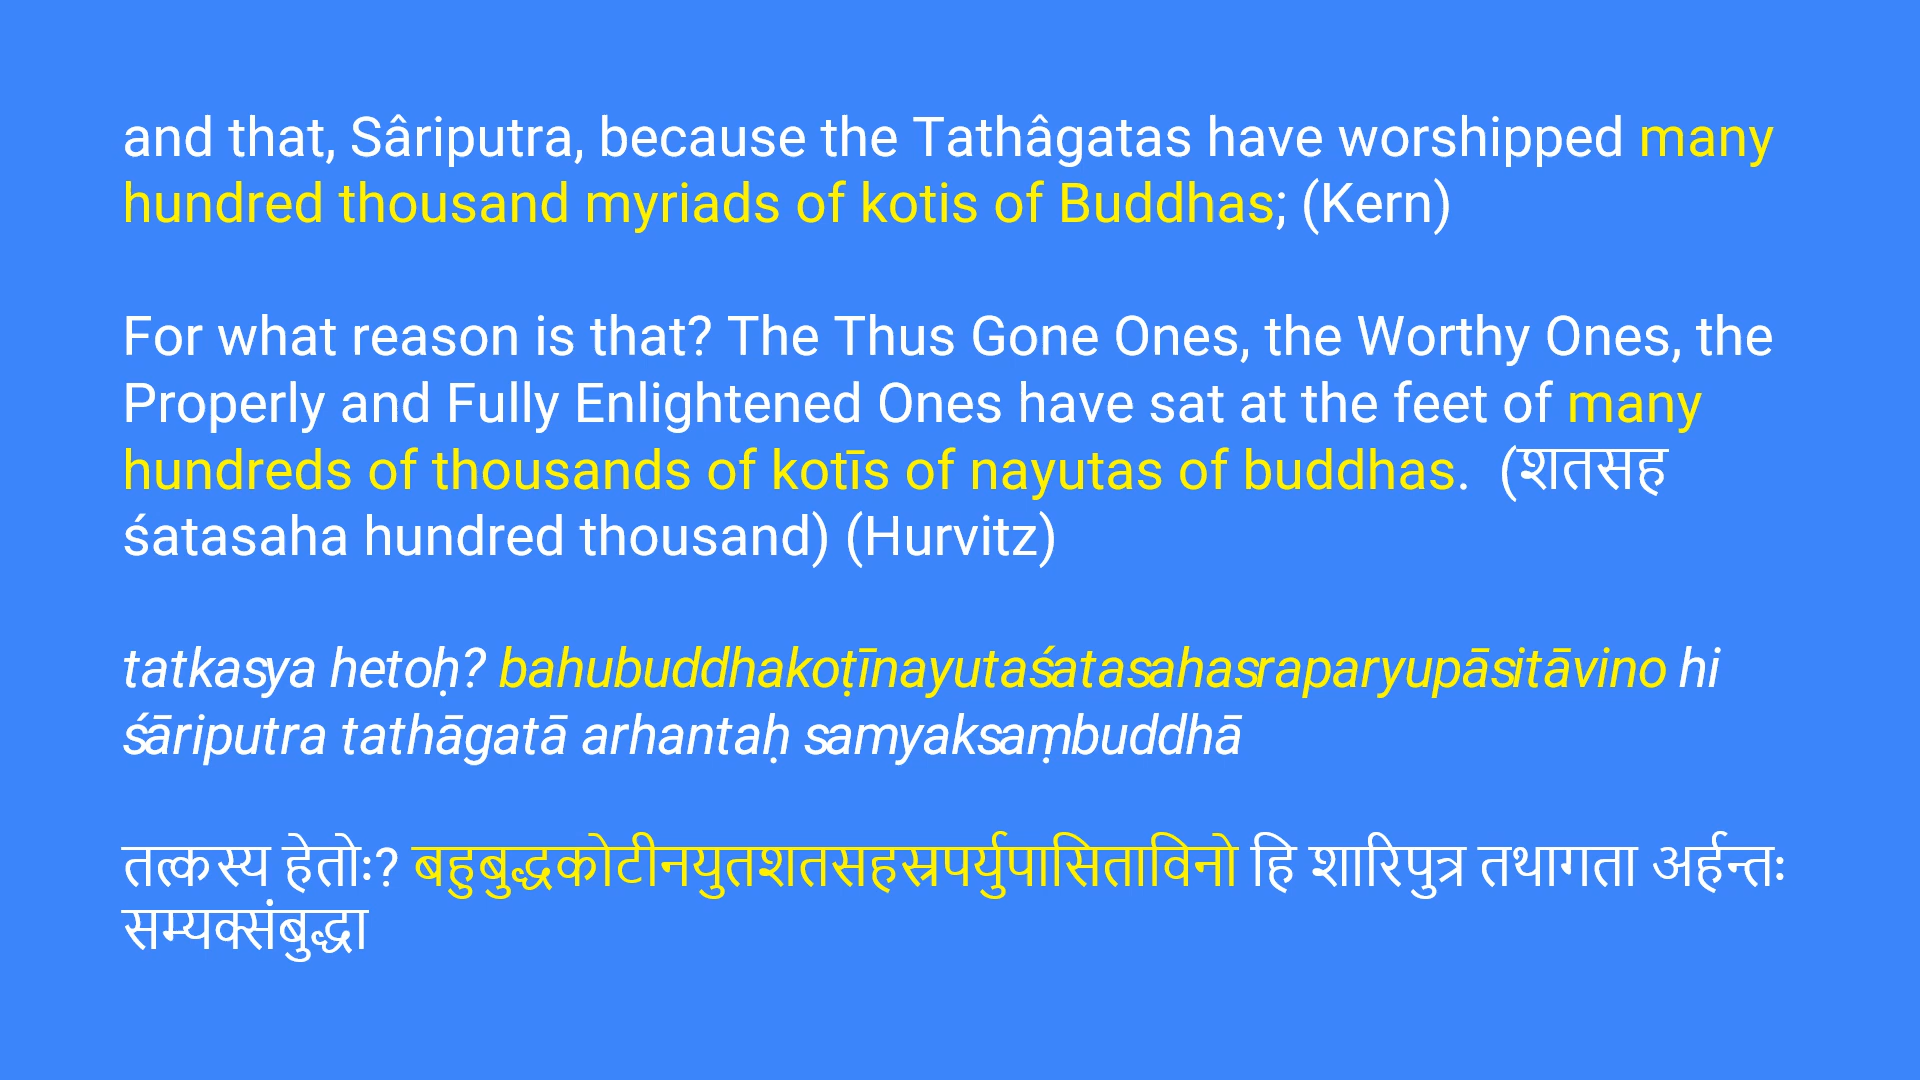 and that, Sâriputra, because the Tathâgatas have worshipped many
hundred thousand myriads of kotis of Buddhas; (Kern)
For what reason is that? The Thus Gone Ones, the Worthy Ones, the
Properly and Fully Enlightened Ones have sat at the feet of many
hundreds of thousands of kotīs of nayutas of buddhas. (शतसह
śatasaha hundred thousand) (Hurvitz)
tatkasya hetoḥ? bahubuddhakoṭīnayutaśatasahasraparyupāsitāvino hi
śāriputra tathāgatā arhantaḥ samyaksaṃbuddhā
तत्कस्य हेतोः? बहुबुद्धकोटीनयुतशतसहस्रपर्युपासिताविनो हि शारिपुत्र तथागता अर्हन्तः
सम्यक्संबुद्धा